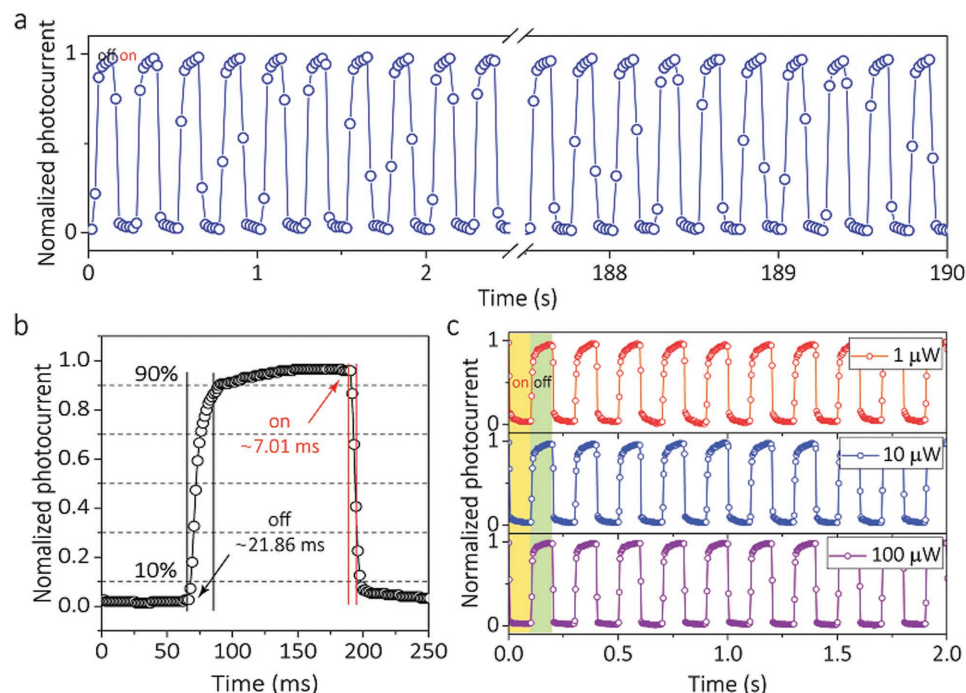 a
Normalized photocurrent
1
0
off on
0 1 2 188 189 190
Time (s)
b
Normalized photocurrent
1.0
0.8
0.6
0.4
0.2
0.0
90%
10%
on
~7.01 ms
off
~21.86 ms
0 50 100 150 200 250
Time (ms)
c
Normalized photocurrent
1
0
on off
1 μW
1
0
10 μW
1
0
100 μW
0.0 0.5 1.0 1.5 2.0
Time (s)